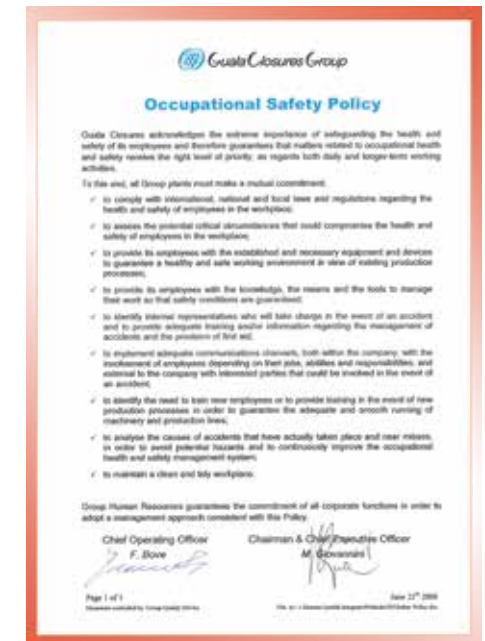 Guala Closures Group
Occupational Safety Policy
Guala Closures acknowledges the extreme importance of safeguarding the health and
safety of its employees and therefore guarantees that matters related to occupational health
and safety receive the right level of priority, as regards both daily and longer-term working
activities.
To this end, all Group plants must make a mutual commitment:
✓ to comply with international, national and local laws and regulations regarding the
health and safety of employees in the workplace;
✓ to assess the potential critical circumstances that could compromise the health and
safety of employees in the workplace;
✓ to provide its employees with the established and necessary equipment and devices
to guarantee a healthy and safe working environment in view of existing production
processes;
✓ to provide its employees with the knowledge, the means and the tools to manage
their work so that safety conditions are guaranteed;
✓ to identify internal representatives who will take charge in the event of an accident
and to provide adequate training and/or information regarding the management of
accidents and the provision of first aid;
✓ to implement adequate communications channels, both within the company, with the
involvement of employees depending on their jobs, abilities and responsibilities, and
external to the company with interested parties that could be involved in the event of
an accident;
✓ to identify the need to train new employees or to provide training in the event of new
production processes in order to guarantee the adequate and smooth running of
machinery and production lines;
✓ to analyse the causes of accidents that have actually taken place and near misses,
in order to avoid potential hazards and to continuously improve the occupational
health and safety management system;
✓ to maintain a clean and tidy workplace.
Group Human Resources guarantees the commitment of all corporate functions in order to
adopt a management approach consistent with this Policy.
Chief Operating Officer Chairman & Chief Executive Officer
F. Bove M. Giovannini
Page 1 of 1 June 21st 2008